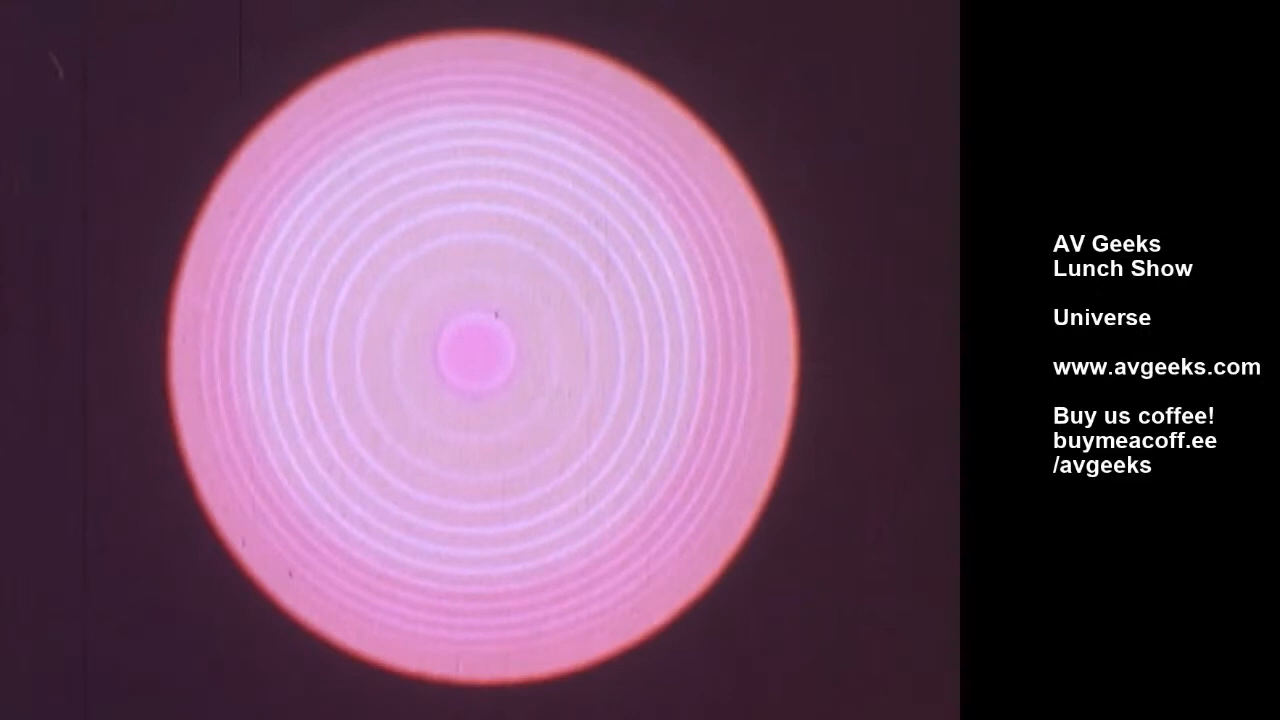 AV Geeks
Lunch Show
Universe
www.avgeeks.com
Buy us coffee!
buymeacoff.ee
/avgeeks